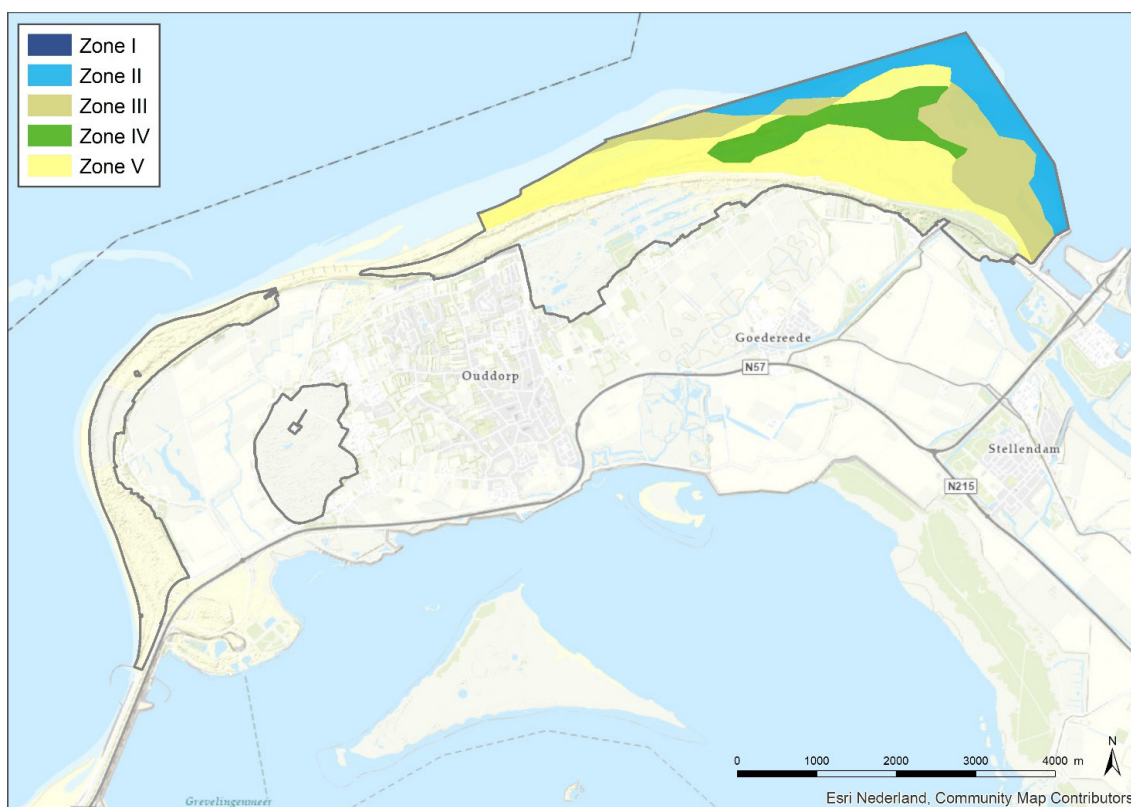 Zone I
Zone II
Zone III
Zone IV
Zone V
Goedereede
N57
Ouddorp
Stellendam
N215
N
0 1000 2000 3000 4000 m
Grevelingenmeer
Esri Nederland, Community Map Contributors